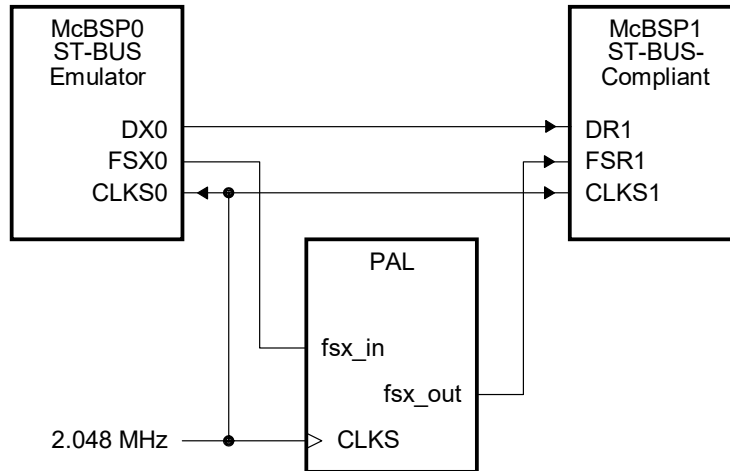 McBSP0
ST-BUS
Emulator
DX0
FSX0
CLKS0
McBSP1
ST-BUS-
Compliant
DR1
FSR1
CLKS1
PAL
fsx_in
fsx_out
CLKS
2.048 MHz